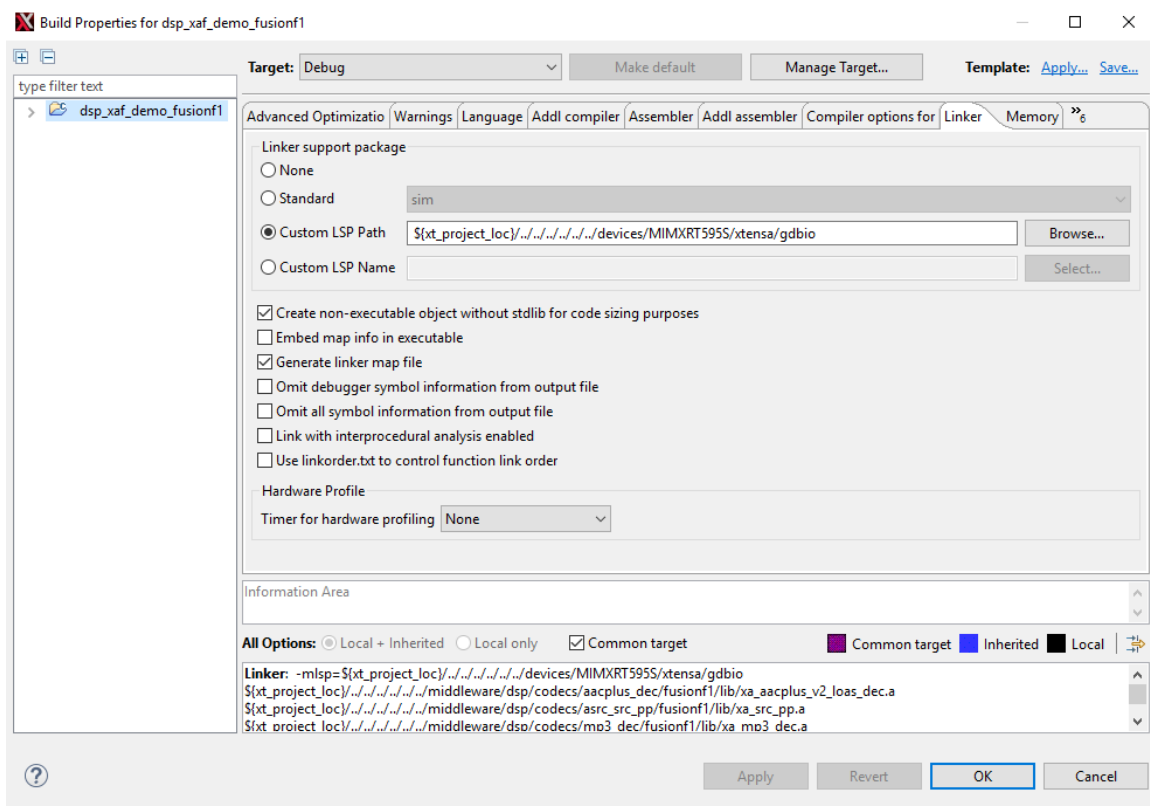 Build Properties for dsp_xaf_demo_fusionf1
Target: Debug Make default Manage Target... Template: Apply... Save...
type filter text
dsp_xaf_demo_fusionf1
Advanced Optimizatio Warnings Language Addl compiler Assembler Addl assembler Compiler options for Linker Memory »6
Linker support package
None
Standard sim
Custom LSP Path ${xt_project_loc}/../../../../../../devices/MIMXRT595S/xtensa/gdbio Browse...
Custom LSP Name Select...
Create non-executable object without stdlib for code sizing purposes
Embed map info in executable
Generate linker map file
Omit debugger symbol information from output file
Omit all symbol information from output file
Link with interprocedural analysis enabled
Use linkorder.txt to control function link order
Hardware Profile
Timer for hardware profiling None
Information Area
All Options: Local + Inherited Local only Common target Common target Inherited Local
Linker: -mlsp=${xt_project_loc}/../../../../../../devices/MIMXRT595S/xtensa/gdbio
${xt_project_loc}/../../../../../../middleware/dsp/codecs/aacplus_dec/fusionf1/lib/xa_aacplus_v2_loas_dec.a
${xt_project_loc}/../../../../../../middleware/dsp/codecs/asrc_src_pp/fusionf1/lib/xa_src_pp.a
${xt_project_loc}/../../../../../../middleware/dsp/codecs/mp3_dec/fusionf1/lib/xa_mp3_dec.a
? Apply Revert OK Cancel